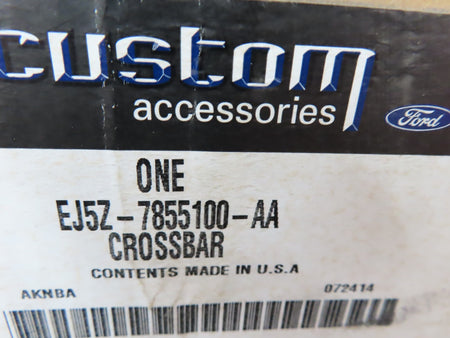 custom
accessories
Ford
ONE
EJ5Z-7855100-AA
CROSSBAR
CONTENTS MADE IN U.S.A
AKNBA 072414